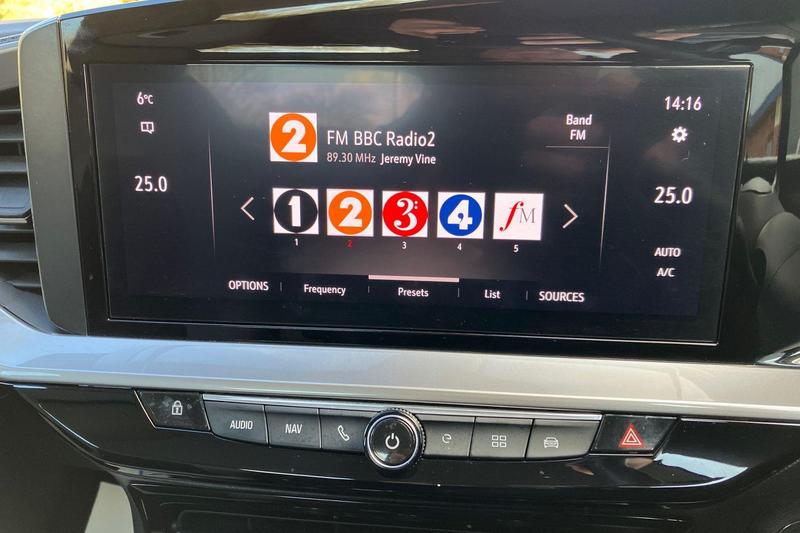 6°C
14:16
2
FM BBC Radio2
89.30 MHz Jeremy Vine
Band
FM
25.0
25.0
1 2 3 4 fM
1 2 3 4 5
AUTO
A/C
OPTIONS Frequency Presets List SOURCES
AUDIO NAV